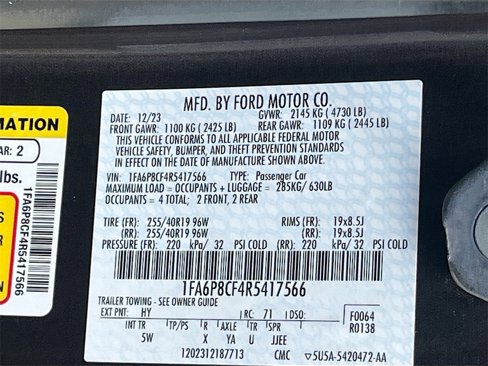 MFD. BY FORD MOTOR CO.
DATE: 12/23 GVWR: 2145 KG ( 4730 LB)
FRONT GAWR: 1100 KG ( 2425 LB) REAR GAWR: 1109 KG ( 2445 LB)
THIS VEHICLE CONFORMS TO ALL APPLICABLE FEDERAL MOTOR
VEHICLE SAFETY, BUMPER, AND THEFT PREVENTION STANDARDS
IN EFFECT ON THE DATE OF MANUFACTURE SHOWN ABOVE.
VIN: 1FA6P8CF4R5417566 TYPE: Passenger Car
MAXIMUM LOAD = OCCUPANTS + LUGGAGE = 285KG/ 630LB
OCCUPANTS = 4 TOTAL; 2 FRONT, 2 REAR
TIRE (FR): 255/40R19 96W RIMS (FR): 19x8.5J
TIRE (RR): 255/40R19 96W (RR): 19x8.5J
PRESSURE (FR): 220 kPa/ 32 PSI COLD (RR): 220 kPa/ 32 PSI COLD
1FA6P8CF4R5417566
TRAILER TOWING - SEE OWNER GUIDE
EXT PNT: HY RC: 71 DSO: F0064
R0138
INT TR TP/PS R AXLE TR SPR
5W X YA U JJEE
1202312187713 CMC 5U5A-5420472-AA
MATION
AR: 2
lbs.
1FA6P8CF4R5417566